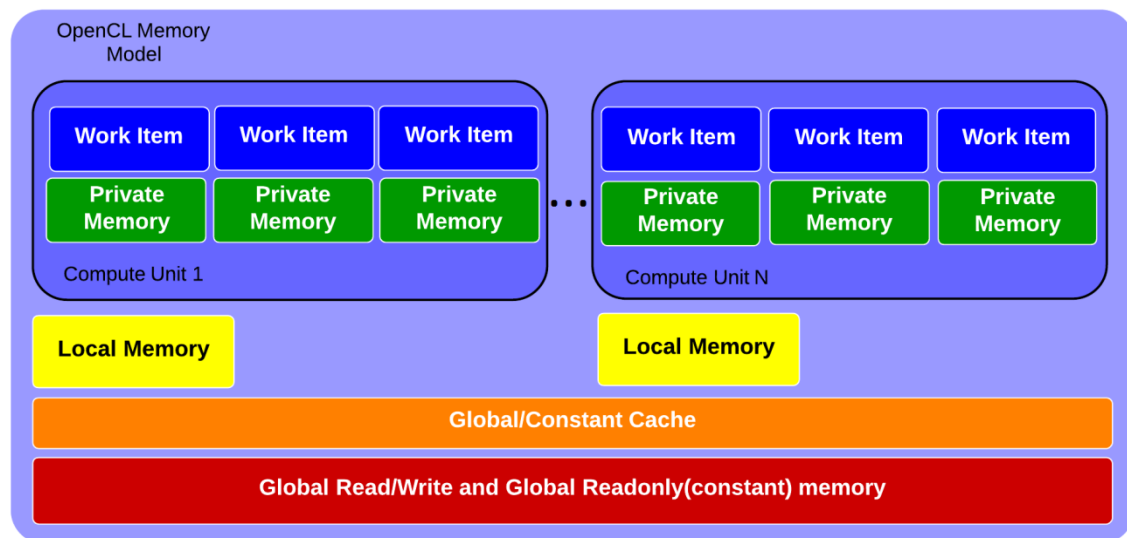 OpenCL Memory
Model
Work Item
Work Item
Work Item
Private
Memory
Private
Memory
Private
Memory
Compute Unit 1
...
Work Item
Work Item
Work Item
Private
Memory
Private
Memory
Private
Memory
Compute Unit N
Local Memory
Local Memory
Global/Constant Cache
Global Read/Write and Global Readonly(constant) memory